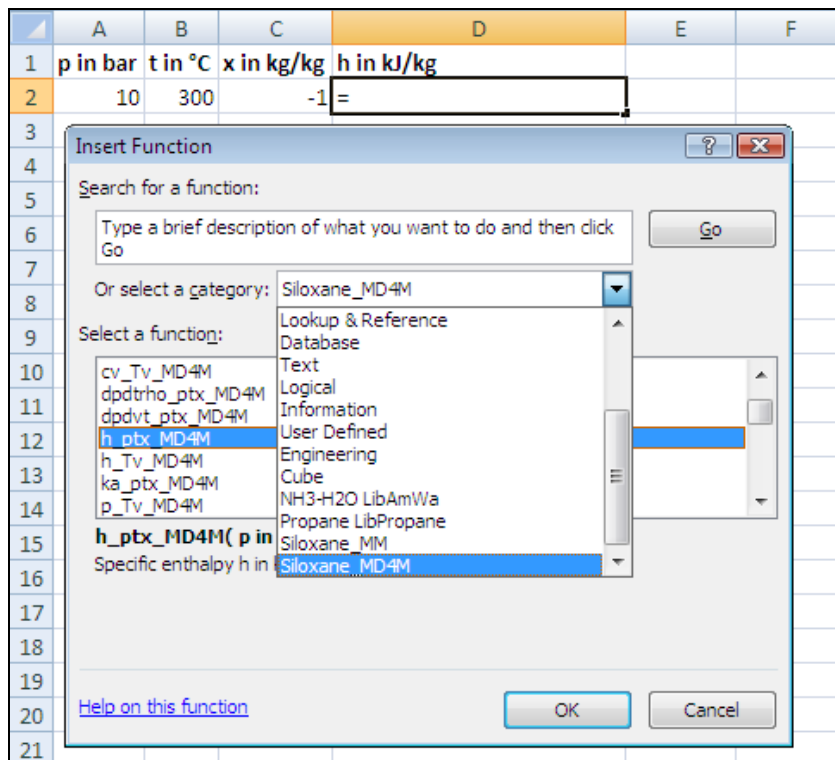 A B C D E F
1 p in bar t in °C x in kg/kg h in kJ/kg
2 10 300 -1 =
3
Insert Function
4
Search for a function:
5
6 Type a brief description of what you want to do and then click Go
Go
7
Or select a category: Siloxane_MD4M
8
Lookup & Reference
9 Select a function:
Database
10 cv_Tv_MD4M
Text
dpdtrho_ptx_MD4M
Logical
11 dpdvt_ptx_MD4M
Information
12 h_ptx_MD4M
User Defined
h_Tv_MD4M
Engineering
13 ka_ptx_MD4M
Cube
14 p_Tv_MD4M
NH3-H2O LibAmWa
Propane LibPropane
15 h_ptx_MD4M( p in
Siloxane_MM
16 Specific enthalpy h in
Siloxane_MD4M
17
18
19
20 Help on this function OK Cancel
21